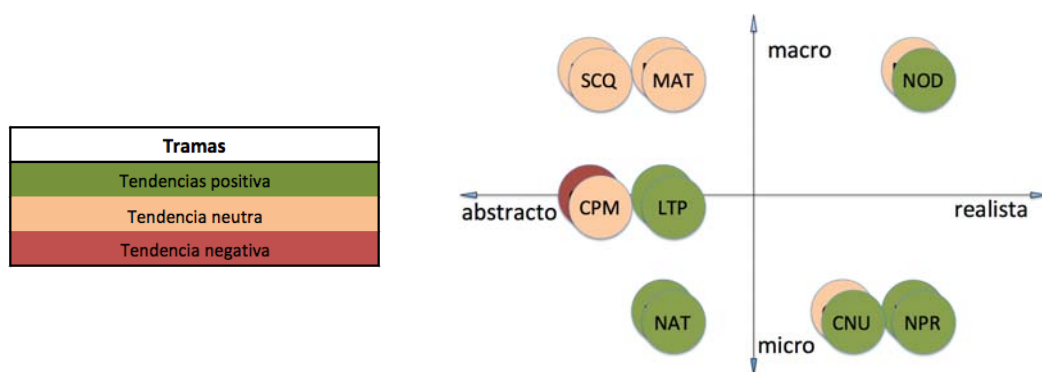 Tramas
Tendencias positiva
Tendencia neutra
Tendencia negativa
macro
SCQ MAT NOD
abstracto CPM LTP realista
NAT CNU NPR
micro